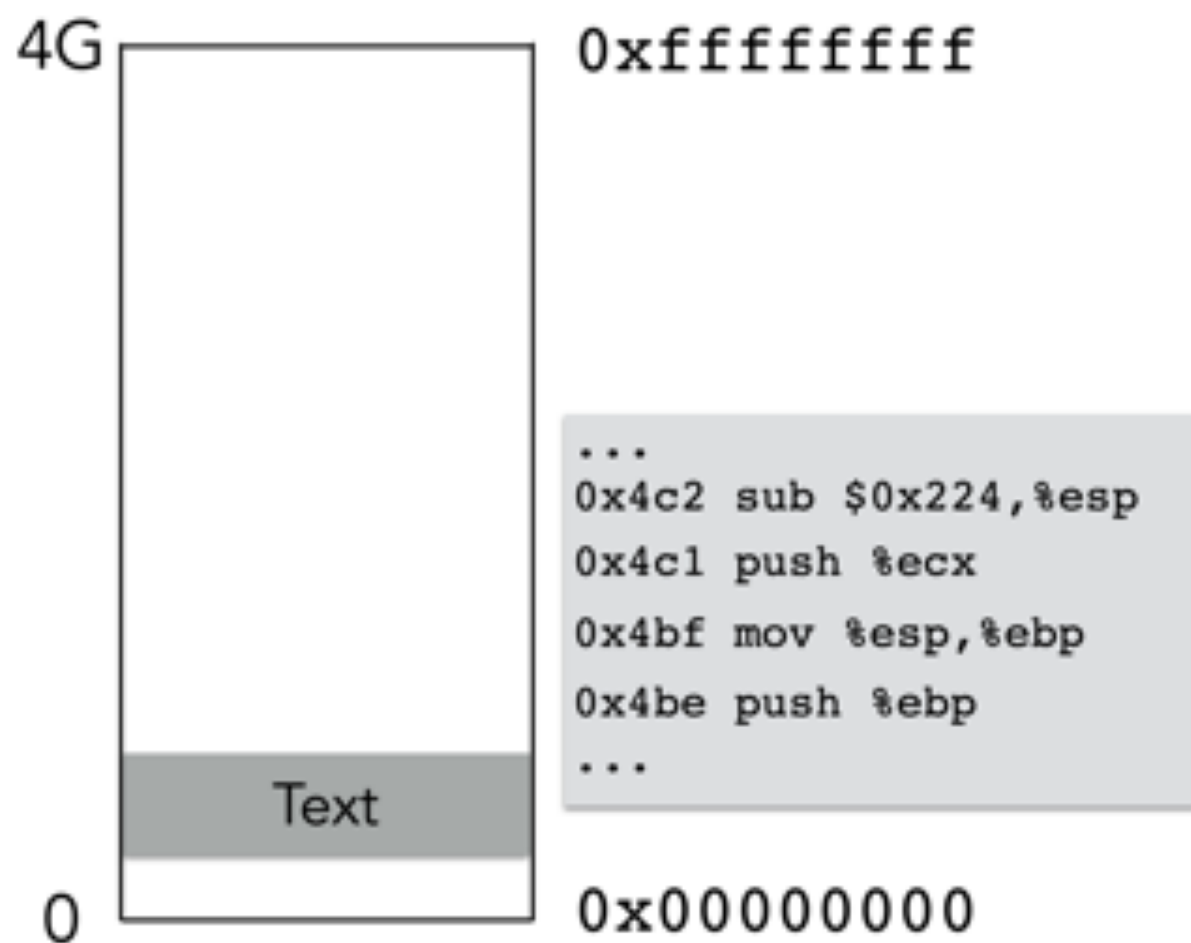 4G 0xffffffff
...
0x4c2 sub $0x224,%esp
0x4c1 push %ecx
0x4bf mov %esp,%ebp
0x4be push %ebp
...
Text
0 0x00000000